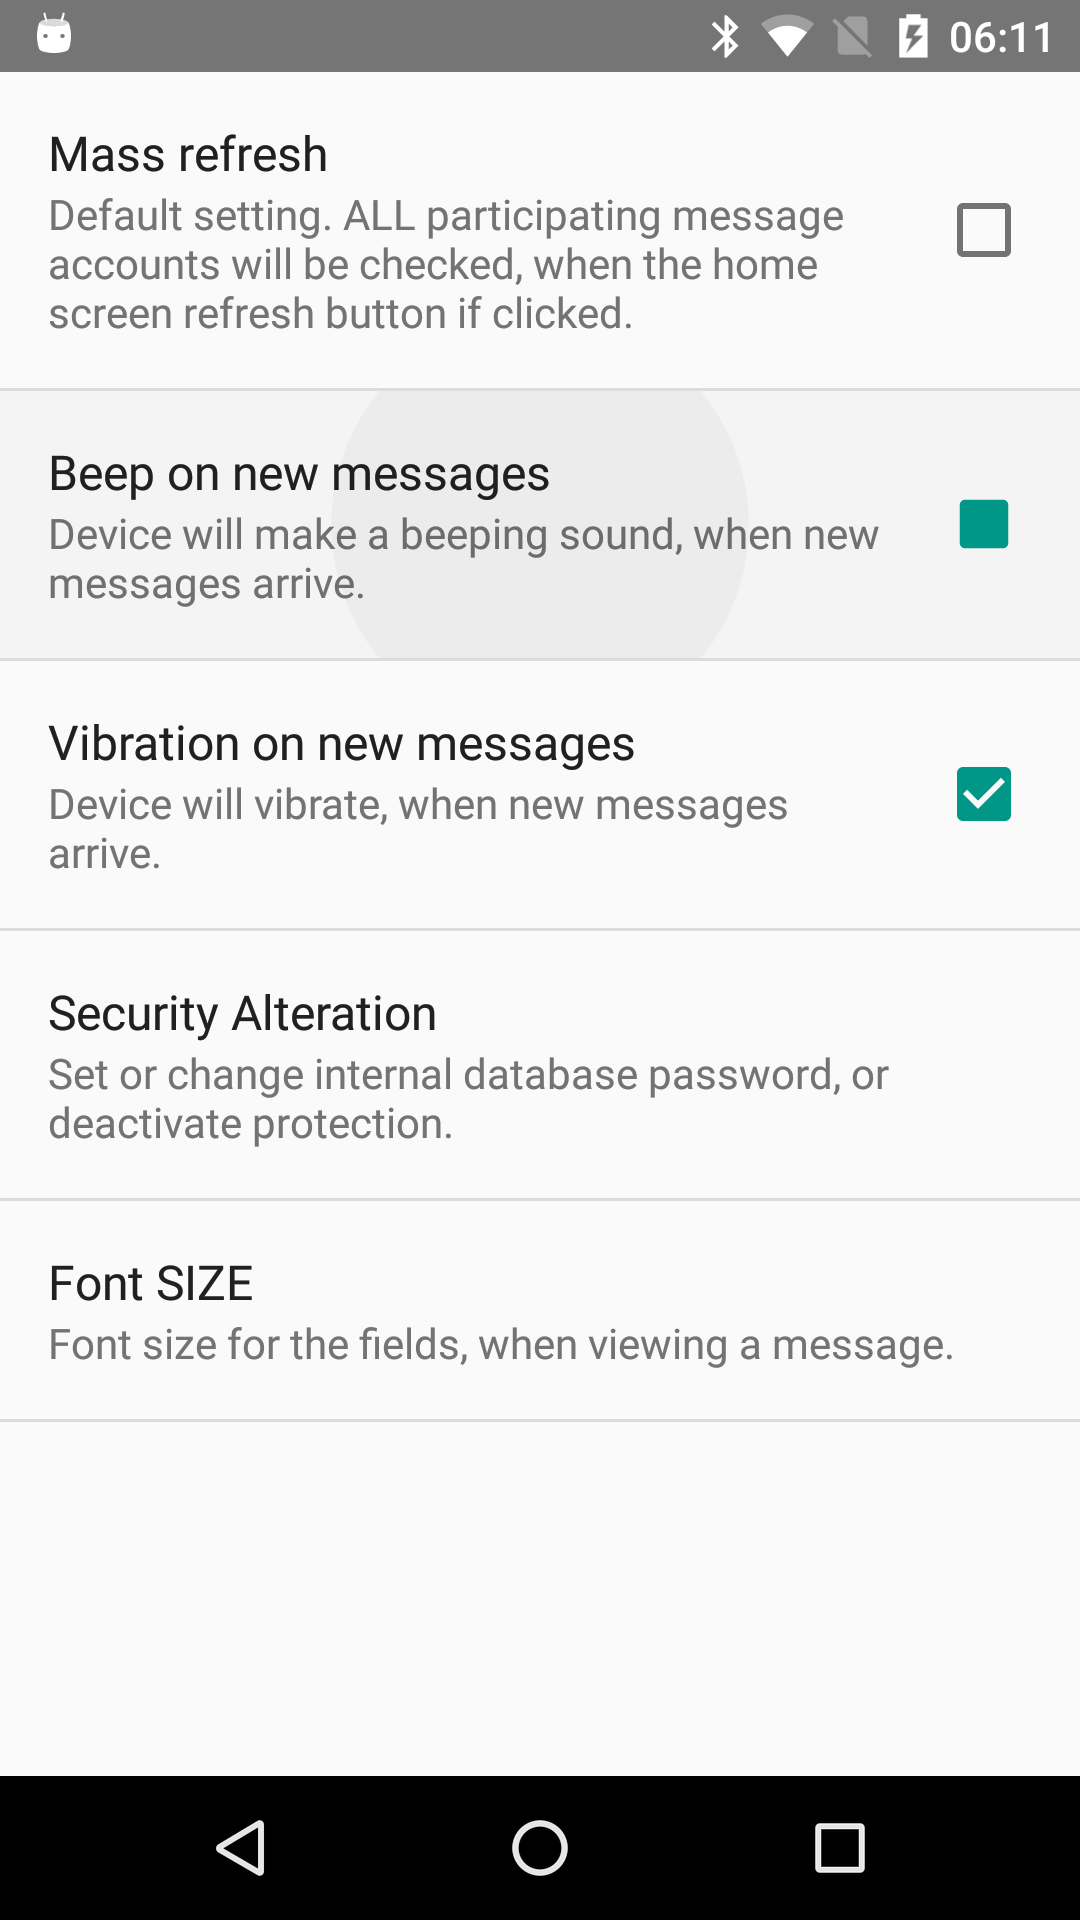 06:11
Mass refresh
Default setting. ALL participating message
accounts will be checked, when the home
screen refresh button if clicked.
Beep on new messages
Device will make a beeping sound, when new
messages arrive.
Vibration on new messages
Device will vibrate, when new messages
arrive.
Security Alteration
Set or change internal database password, or
deactivate protection.
Font SIZE
Font size for the fields, when viewing a message.